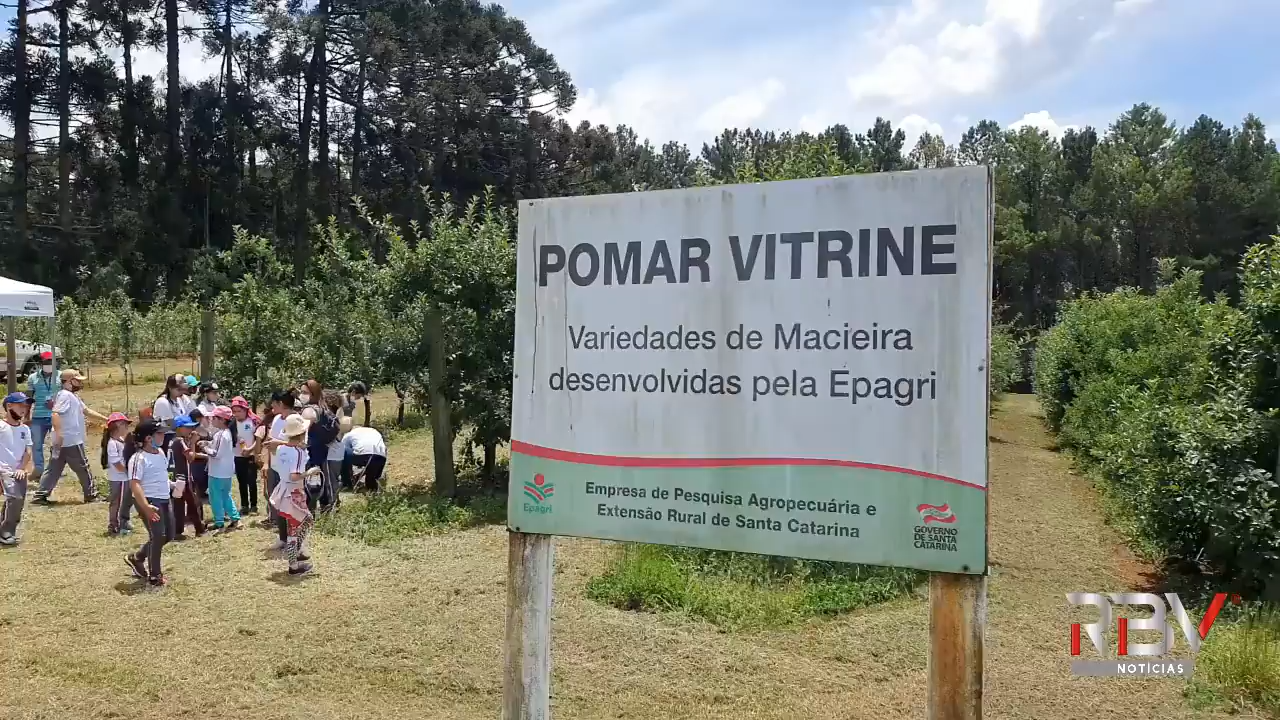 POMAR VITRINE
Variedades de Macieira
desenvolvidas pela Epagri
Epagri
Empresa de Pesquisa Agropecuária e
Extensão Rural de Santa Catarina
GOVERNO
DE SANTA
CATARINA
RBV
NOTÍCIAS